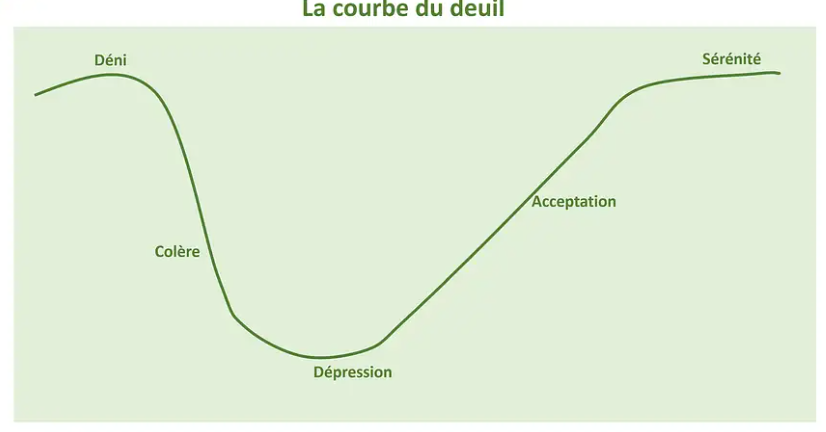 La courbe du deuil
Déni
Sérénité
Acceptation
Colère
Dépression